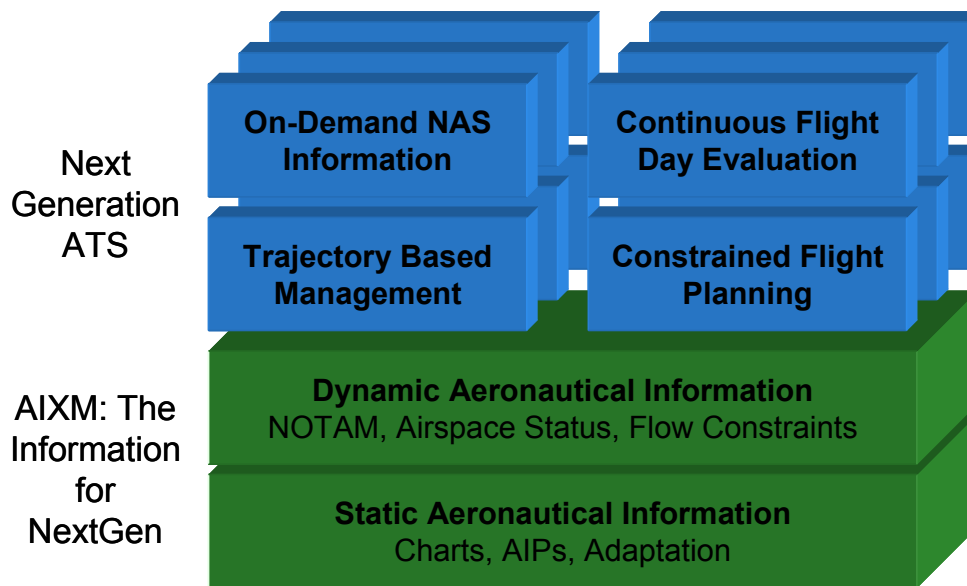 Next
Generation
ATS
On-Demand NAS
Information
Continuous Flight
Day Evaluation
Trajectory Based
Management
Constrained Flight
Planning
AIXM: The
Information
for
NextGen
Dynamic Aeronautical Information
NOTAM, Airspace Status, Flow Constraints
Static Aeronautical Information
Charts, AIPs, Adaptation